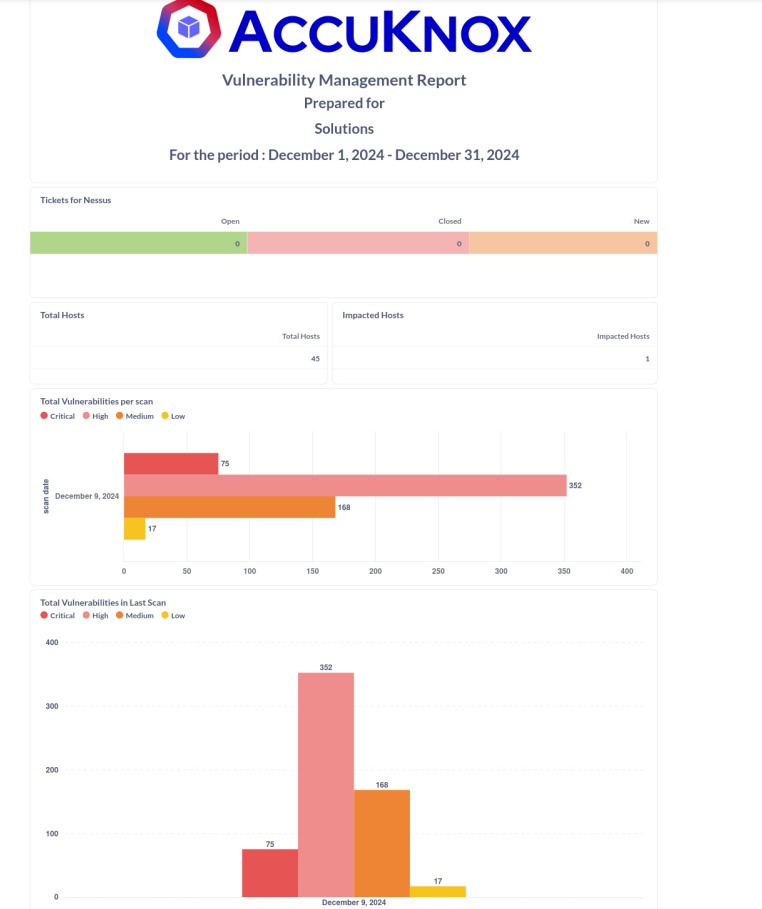 ACCUKNOX
Vulnerability Management Report
Prepared for
Solutions
For the period : December 1, 2024 - December 31, 2024
Tickets for Nessus
Open Closed New
0 0 0
Total Hosts
Total Hosts
45
Impacted Hosts
Impacted Hosts
1
Total Vulnerabilities per scan
Critical High Medium Low
75
352
168
17
scan date
December 9, 2024
0 50 100 150 200 250 300 350 400
Total Vulnerabilities in Last Scan
Critical High Medium Low
400
300
200
100
0
75
352
168
17
December 9, 2024